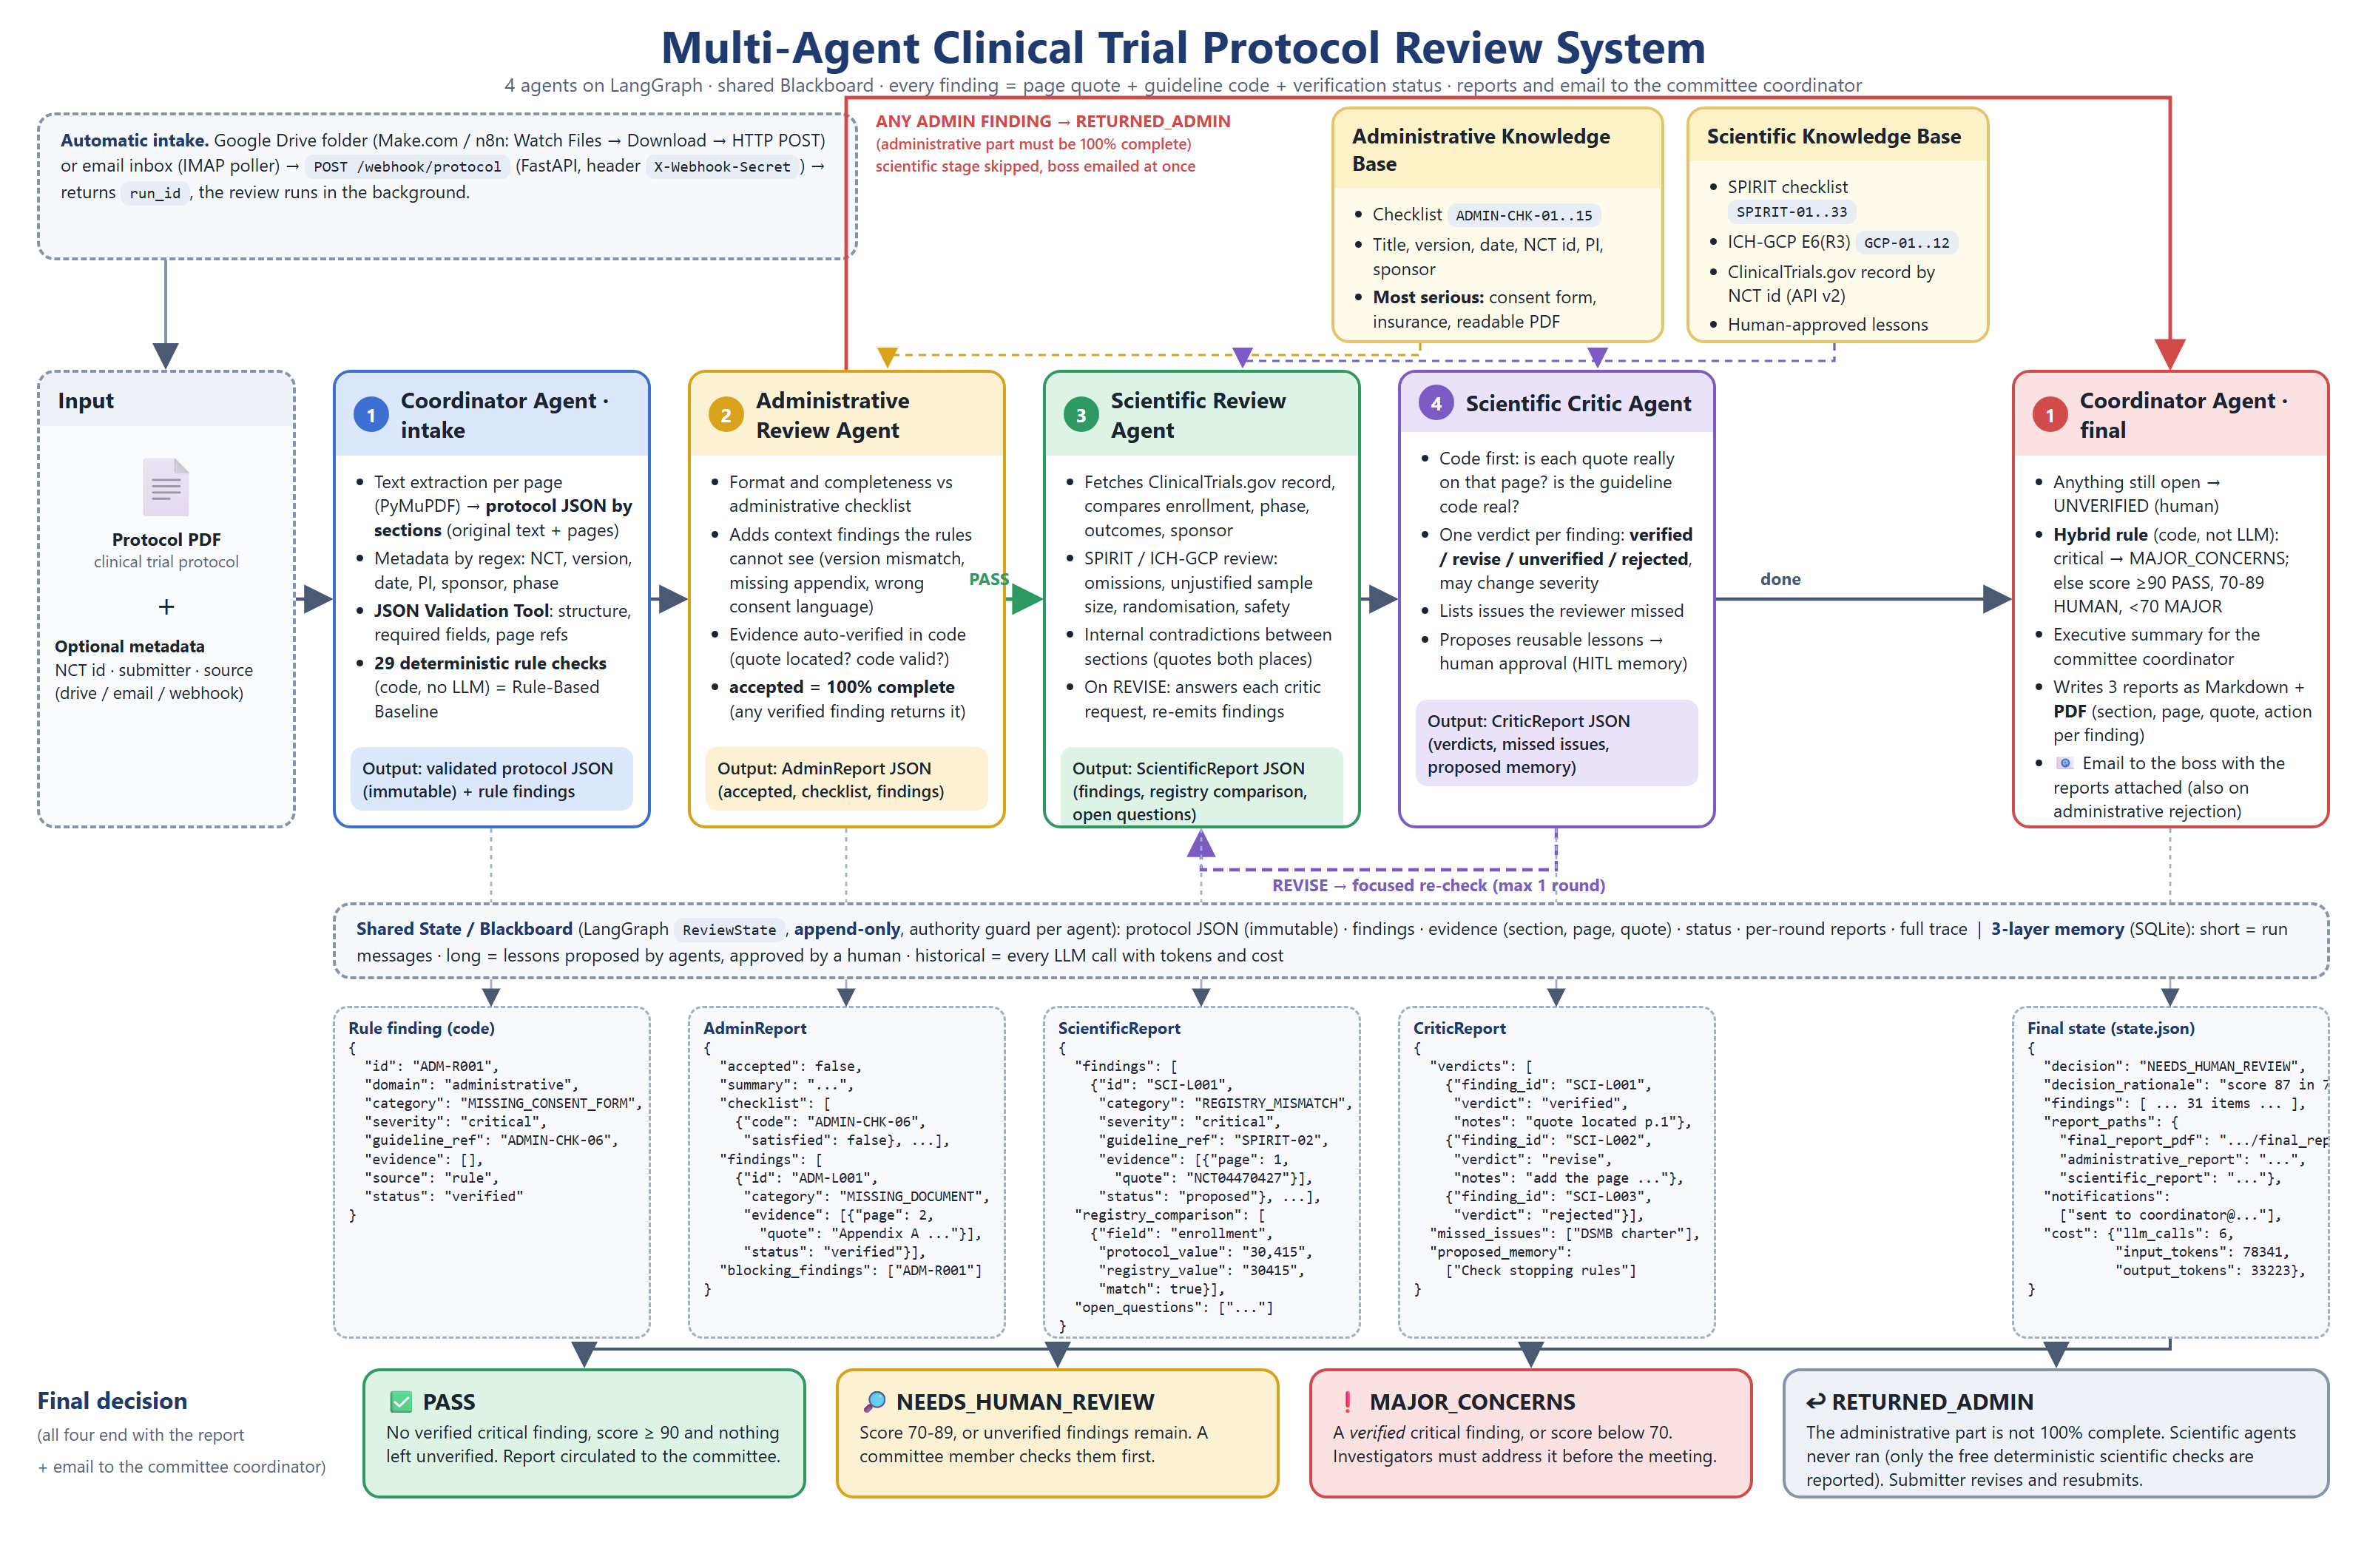 Multi-Agent Clinical Trial Protocol Review System
4 agents on LangGraph · shared Blackboard · every finding = page quote + guideline code + verification status · reports and email to the committee coordinator
Automatic intake. Google Drive folder (Make.com / n8n: Watch Files → Download → HTTP POST)
or email inbox (IMAP poller) → POST /webhook/protocol (FastAPI, header X-Webhook-Secret ) →
returns run_id , the review runs in the background.
ANY ADMIN FINDING → RETURNED_ADMIN
(administrative part must be 100% complete)
scientific stage skipped, boss emailed at once
Administrative Knowledge
Base
• Checklist ADMIN-CHK-01..15
• Title, version, date, NCT id, PI,
sponsor
• Most serious: consent form,
insurance, readable PDF
Scientific Knowledge Base
• SPIRIT checklist
SPIRIT-01..33
• ICH-GCP E6(R3) GCP-01..12
• ClinicalTrials.gov record by
NCT id (API v2)
• Human-approved lessons
Input
Protocol PDF
clinical trial protocol
+
Optional metadata
NCT id · submitter · source
(drive / email / webhook)
1
Coordinator Agent ·
intake
• Text extraction per page
(PyMuPDF) → protocol JSON by
sections (original text + pages)
• Metadata by regex: NCT, version,
date, PI, sponsor, phase
• JSON Validation Tool: structure,
required fields, page refs
• 29 deterministic rule checks
(code, no LLM) = Rule-Based
Baseline
Output: validated protocol JSON
(immutable) + rule findings
2
Administrative
Review Agent
• Format and completeness vs
administrative checklist
• Adds context findings the rules
cannot see (version mismatch,
missing appendix, wrong
consent language)
• Evidence auto-verified in code
(quote located? code valid?)
• accepted = 100% complete
(any verified finding returns it)
Output: AdminReport JSON
(accepted, checklist, findings)
PASS
3
Scientific Review
Agent
• Fetches ClinicalTrials.gov record,
compares enrollment, phase,
outcomes, sponsor
• SPIRIT / ICH-GCP review:
omissions, unjustified sample
size, randomisation, safety
• Internal contradictions between
sections (quotes both places)
• On REVISE: answers each critic
request, re-emits findings
Output: ScientificReport JSON
(findings, registry comparison,
open questions)
4
Scientific Critic Agent
• Code first: is each quote really
on that page? is the guideline
code real?
• One verdict per finding: verified
/ revise / unverified / rejected,
may change severity
• Lists issues the reviewer missed
• Proposes reusable lessons →
human approval (HITL memory)
Output: CriticReport JSON
(verdicts, missed issues,
proposed memory)
done
1
Coordinator Agent ·
final
• Anything still open →
UNVERIFIED (human)
• Hybrid rule (code, not LLM):
critical → MAJOR_CONCERNS;
else score ≥90 PASS, 70-89
HUMAN, <70 MAJOR
• Executive summary for the
committee coordinator
• Writes 3 reports as Markdown +
PDF (section, page, quote, action
per finding)
• Email to the boss with the
reports attached (also on
administrative rejection)
REVISE → focused re-check (max 1 round)
Shared State / Blackboard (LangGraph ReviewState , append-only, authority guard per agent): protocol JSON (immutable) · findings · evidence (section, page, quote) · status · per-round reports · full trace | 3-layer memory (SQLite): short = run
messages · long = lessons proposed by agents, approved by a human · historical = every LLM call with tokens and cost
Rule finding (code)
{
"id": "ADM-R001",
"domain": "administrative",
"category": "MISSING_CONSENT_FORM",
"severity": "critical",
"guideline_ref": "ADMIN-CHK-06",
"evidence": [],
"source": "rule",
"status": "verified"
}
AdminReport
{
"accepted": false,
"summary": "...",
"checklist": [
{"code": "ADMIN-CHK-06",
"satisfied": false}, ...],
"findings": [
{"id": "ADM-L001",
"category": "MISSING_DOCUMENT",
"evidence": [{"page": 2,
"quote": "Appendix A ..."}],
"status": "verified"}],
"blocking_findings": ["ADM-R001"]
}
ScientificReport
{
"findings": [
{"id": "SCI-L001",
"category": "REGISTRY_MISMATCH",
"severity": "critical",
"guideline_ref": "SPIRIT-02",
"evidence": [{"page": 1,
"quote": "NCT04470427"}],
"status": "proposed"}, ...],
"registry_comparison": [
{"field": "enrollment",
"protocol_value": "30,415",
"registry_value": "30415",
"match": true}],
"open_questions": ["..."]
}
CriticReport
{
"verdicts": [
{"finding_id": "SCI-L001",
"verdict": "verified",
"notes": "quote located p.1"},
{"finding_id": "SCI-L002",
"verdict": "revise",
"notes": "add the page ..."},
{"finding_id": "SCI-L003",
"verdict": "rejected"}],
"missed_issues": ["DSMB charter"],
"proposed_memory":
["Check stopping rules"]
}
Final state (state.json)
{
"decision": "NEEDS_HUMAN_REVIEW",
"decision_rationale": "score 87 in 7
"findings": [ ... 31 items ... ],
"report_paths": {
"final_report_pdf": ".../final_rep
"administrative_report": "...",
"scientific_report": "..."},
"notifications":
["sent to coordinator@..."],
"cost": {"llm_calls": 6,
"input_tokens": 78341,
"output_tokens": 33223},
}
Final decision
(all four end with the report
+ email to the committee coordinator)
PASS
No verified critical finding, score ≥ 90 and nothing
left unverified. Report circulated to the committee.
NEEDS_HUMAN_REVIEW
Score 70-89, or unverified findings remain. A
committee member checks them first.
MAJOR_CONCERNS
A verified critical finding, or score below 70.
Investigators must address it before the meeting.
RETURNED_ADMIN
The administrative part is not 100% complete. Scientific agents
never ran (only the free deterministic scientific checks are
reported). Submitter revises and resubmits.